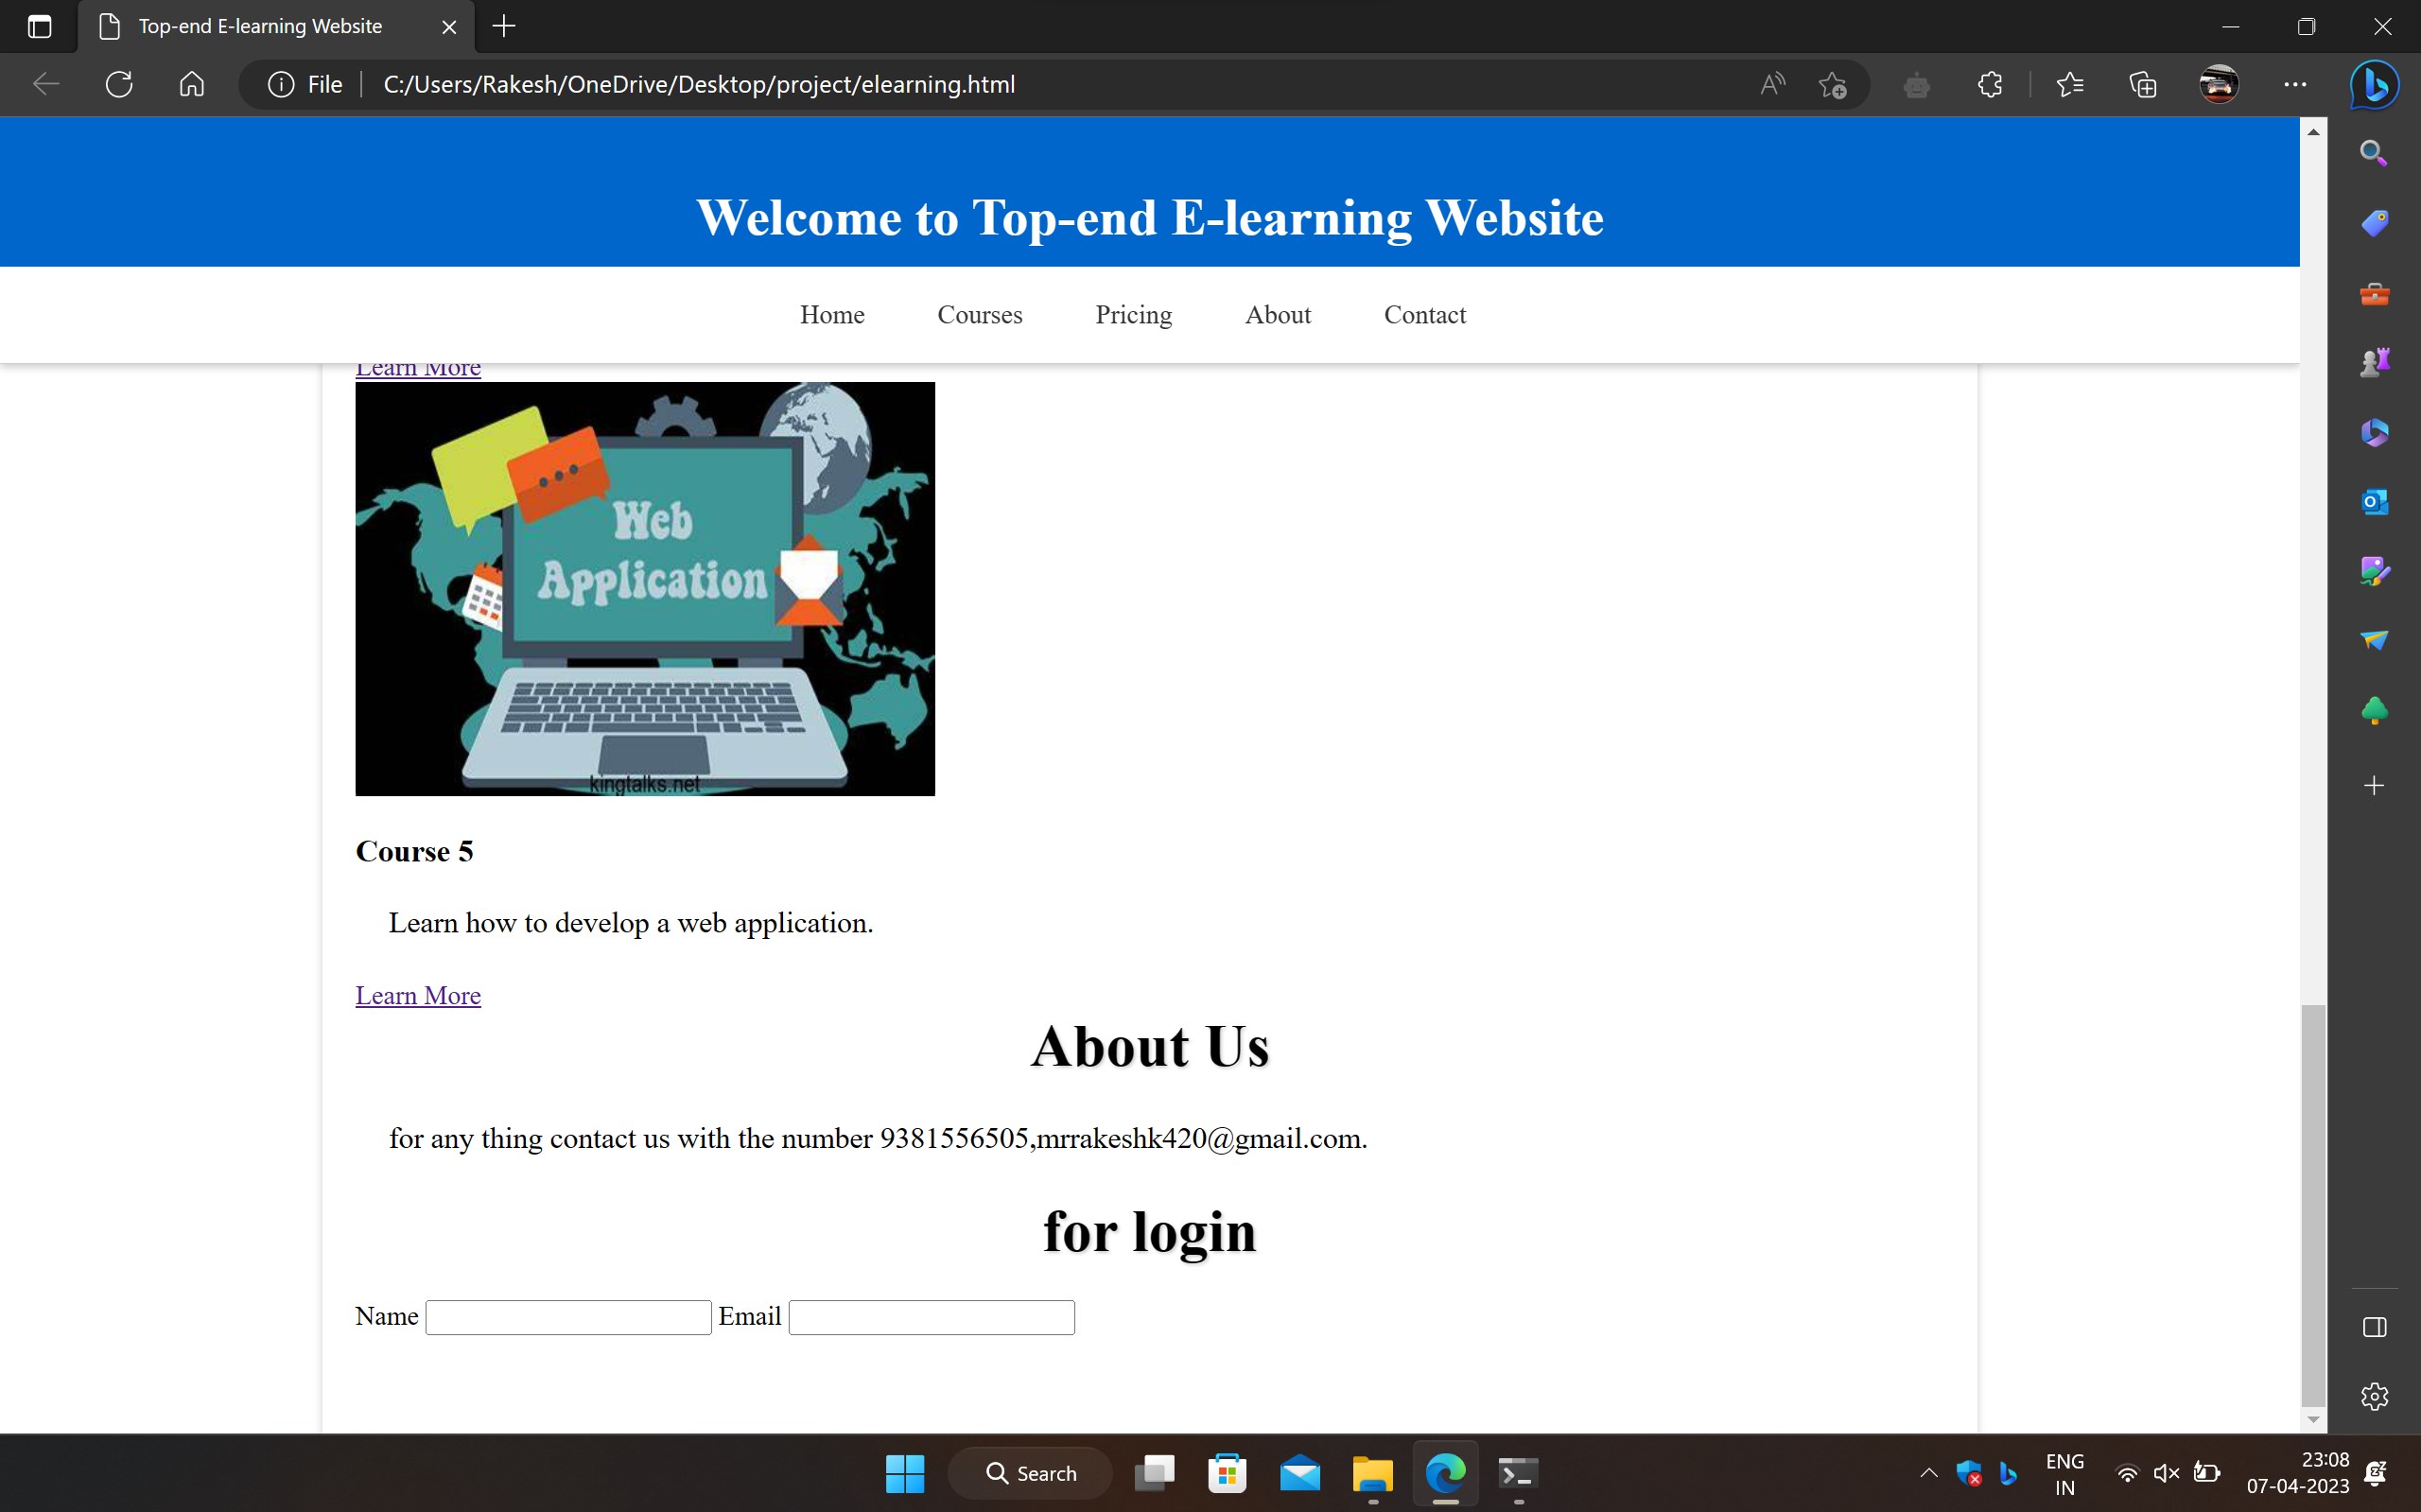 Top-end E-learning Website
File C:/Users/Rakesh/OneDrive/Desktop/project/elearning.html
Welcome to Top-end E-learning Website
Home Courses Pricing About Contact
Learn More
Web
Application
kingtalks.net
Course 5
Learn how to develop a web application.
Learn More
About Us
for any thing contact us with the number 9381556505,mrrakeshk420@gmail.com.
for login
Name Email
Search
ENG
IN
23:08
07-04-2023